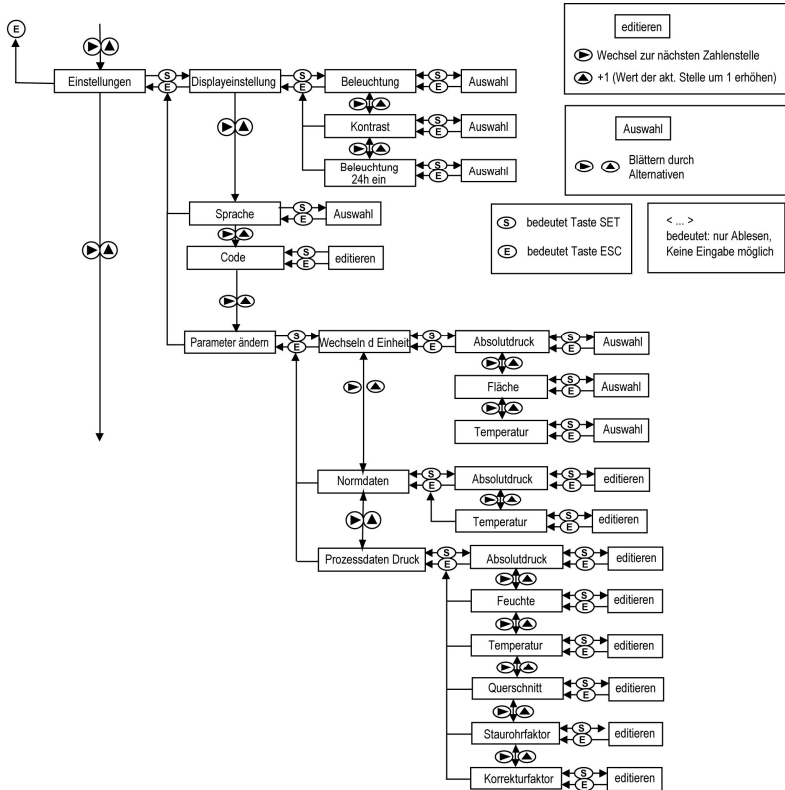 E
Einstellungen
S
E
Displayeinstellung
S
E
Beleuchtung
S
E
Auswahl
Kontrast
S
E
Auswahl
Beleuchtung
24h ein
S
E
Auswahl
Sprache
S
E
Auswahl
Code
S
E
editieren
Parameter ändern
S
E
Wechseln d Einheit
S
E
Absolutdruck
S
E
Auswahl
Fläche
S
E
Auswahl
Temperatur
S
E
Auswahl
Normdaten
S
E
Absolutdruck
S
E
editieren
Temperatur
S
E
editieren
Prozessdaten Druck
S
E
Absolutdruck
S
E
editieren
Feuchte
S
E
editieren
Temperatur
S
E
editieren
Querschnitt
S
E
editieren
Staurohrfaktor
S
E
editieren
Korrekturfaktor
S
E
editieren
editieren
Wechsel zur nächsten Zahlenstelle
+1 (Wert der akt. Stelle um 1 erhöhen)
Auswahl
Blättern durch
Alternativen
S bedeutet Taste SET
E bedeutet Taste ESC
< ... >
bedeutet: nur Ablesen,
Keine Eingabe möglich